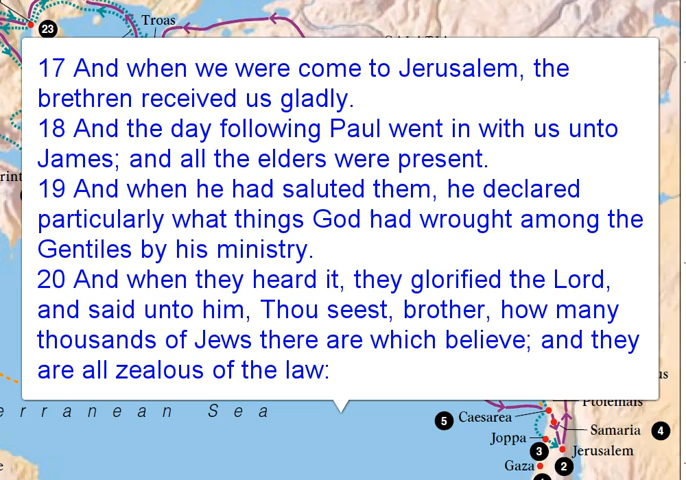 23
Troas
17 And when we were come to Jerusalem, the
brethren received us gladly.
18 And the day following Paul went in with us unto
James; and all the elders were present.
19 And when he had saluted them, he declared
particularly what things God had wrought among the
Gentiles by his ministry.
20 And when they heard it, they glorified the Lord,
and said unto him, Thou seest, brother, how many
thousands of Jews there are which believe; and they
are all zealous of the law:
rint
us
Ptolemais
erranean Sea
5 Caesarea
Samaria 4
Joppa
3
Jerusalem
Gaza 2